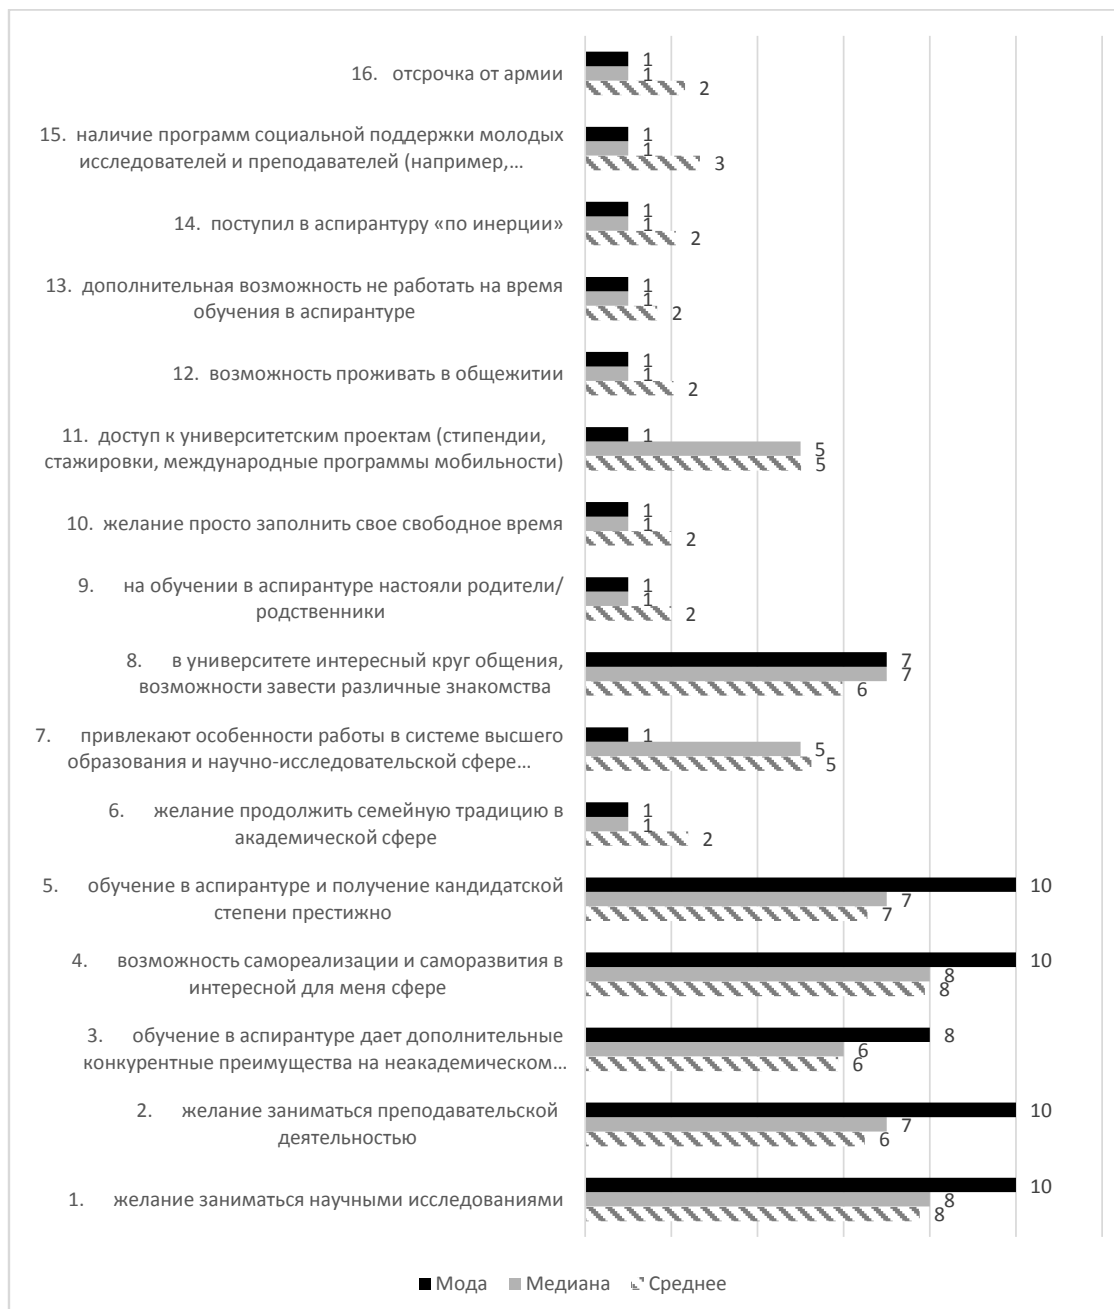 16. отсрочка от армии
1
1
2
15. наличие программ социальной поддержки молодых
исследователей и преподавателей (например,...
1
1
3
14. поступил в аспирантуру «по инерции»
1
1
2
13. дополнительная возможность не работать на время
обучения в аспирантуре
1
1
2
12. возможность проживать в общежитии
1
1
2
11. доступ к университетским проектам (стипендии,
стажировки, международные программы мобильности)
1
5
5
10. желание просто заполнить свое свободное время
1
1
2
9. на обучении в аспирантуре настояли родители/
родственники
1
1
2
8. в университете интересный круг общения,
возможности завести различные знакомства
7
7
6
7. привлекают особенности работы в системе высшего
образования и научно-исследовательской сфере...
1
5
5
6. желание продолжить семейную традицию в
академической сфере
1
1
2
5. обучение в аспирантуре и получение кандидатской
степени престижно
10
7
7
4. возможность самореализации и саморазвития в
интересной для меня сфере
10
8
8
3. обучение в аспирантуре дает дополнительные
конкурентные преимущества на неакадемическом...
8
6
6
2. желание заниматься преподавательской
деятельностью
10
7
6
1. желание заниматься научными исследованиями
10
8
8
Мода Медиана Среднее